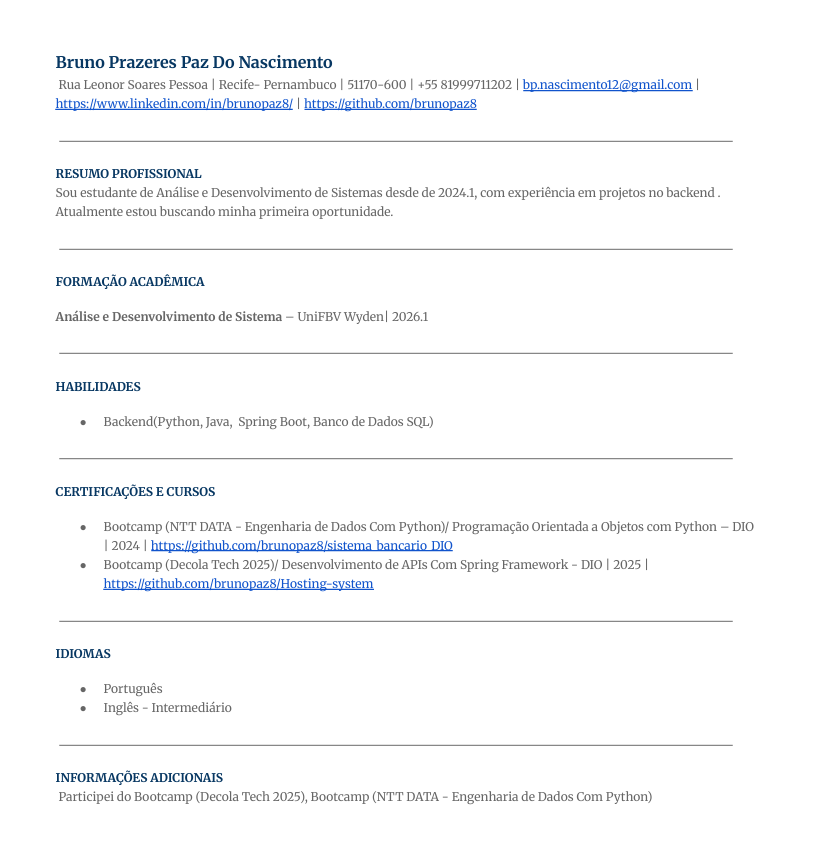 Bruno Prazeres Paz Do Nascimento
Rua Leonor Soares Pessoa | Recife- Pernambuco | 51170-600 | +55 81999711202 | bp.nascimento12@gmail.com |
https://www.linkedin.com/in/brunopaz8/ | https://github.com/brunopaz8
RESUMO PROFISSIONAL
Sou estudante de Análise e Desenvolvimento de Sistemas desde de 2024.1, com experiência em projetos no backend .
Atualmente estou buscando minha primeira oportunidade.
FORMAÇÃO ACADÊMICA
Análise e Desenvolvimento de Sistema – UniFBV Wyden| 2026.1
HABILIDADES
● Backend(Python, Java,  Spring Boot, Banco de Dados SQL)
CERTIFICAÇÕES E CURSOS
● Bootcamp (NTT DATA - Engenharia de Dados Com Python)/ Programação Orientada a Objetos com Python – DIO
| 2024 | https://github.com/brunopaz8/sistema_bancario_DIO
● Bootcamp (Decola Tech 2025)/ Desenvolvimento de APIs Com Spring Framework - DIO | 2025 |
https://github.com/brunopaz8/Hosting-system
IDIOMAS
● Português
● Inglês - Intermediário
INFORMAÇÕES ADICIONAIS
Participei do Bootcamp (Decola Tech 2025), Bootcamp (NTT DATA - Engenharia de Dados Com Python)